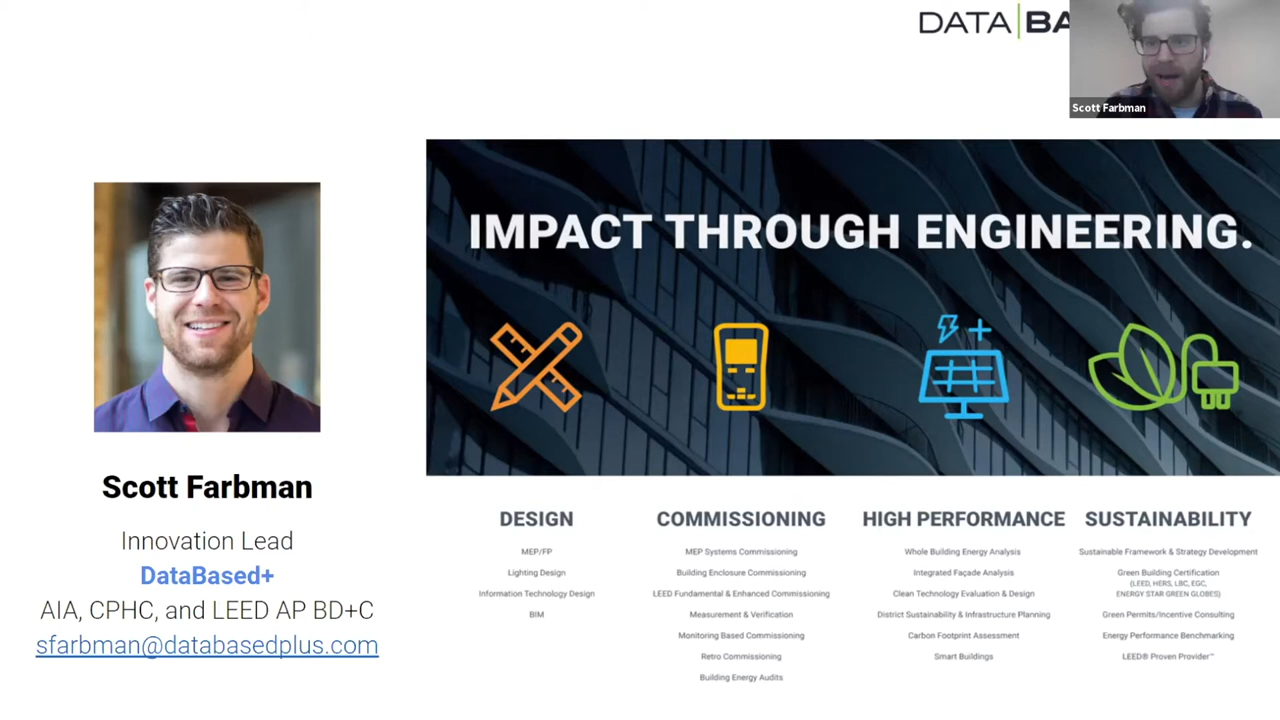 DATA|BA
Scott Farbman
IMPACT THROUGH ENGINEERING.
Scott Farbman
Innovation Lead
DataBased+
AIA, CPHC, and LEED AP BD+C
sfarbman@databasedplus.com
DESIGN
MEP/FP
Lighting Design
Information Technology Design
BIM
COMMISSIONING
MEP Systems Commissioning
Building Enclosure Commissioning
LEED Fundamental & Enhanced Commissioning
Measurement & Verification
Monitoring Based Commissioning
Retro Commissioning
Building Energy Audits
HIGH PERFORMANCE
Whole Building Energy Analysis
Integrated Façade Analysis
Clean Technology Evaluation & Design
District Sustainability & Infrastructure Planning
Carbon Footprint Assessment
Smart Buildings
SUSTAINABILITY
Sustainable Framework & Strategy Development
Green Building Certification
(LEED, HERS, LBC, EGC,
ENERGY STAR GREEN GLOBES)
Green Permits/Incentive Consulting
Energy Performance Benchmarking
LEED® Proven Provider™